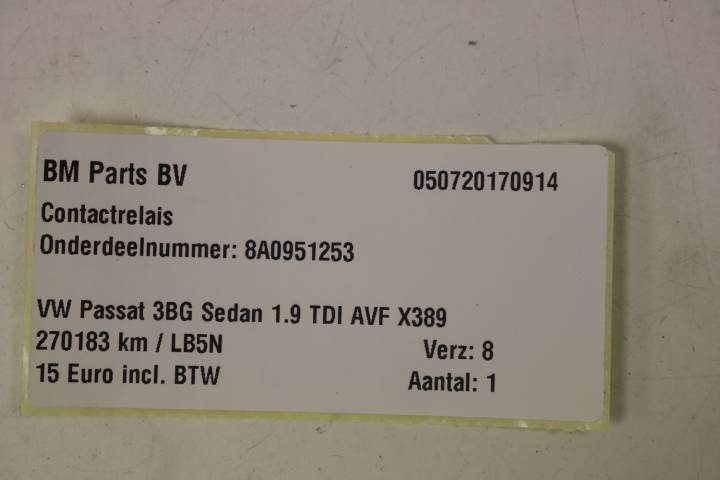 BM Parts BV 050720170914
Contactrelais
Onderdeelnummer: 8A0951253
VW Passat 3BG Sedan 1.9 TDI AVF X389
270183 km / LB5N Verz: 8
15 Euro incl. BTW Aantal: 1